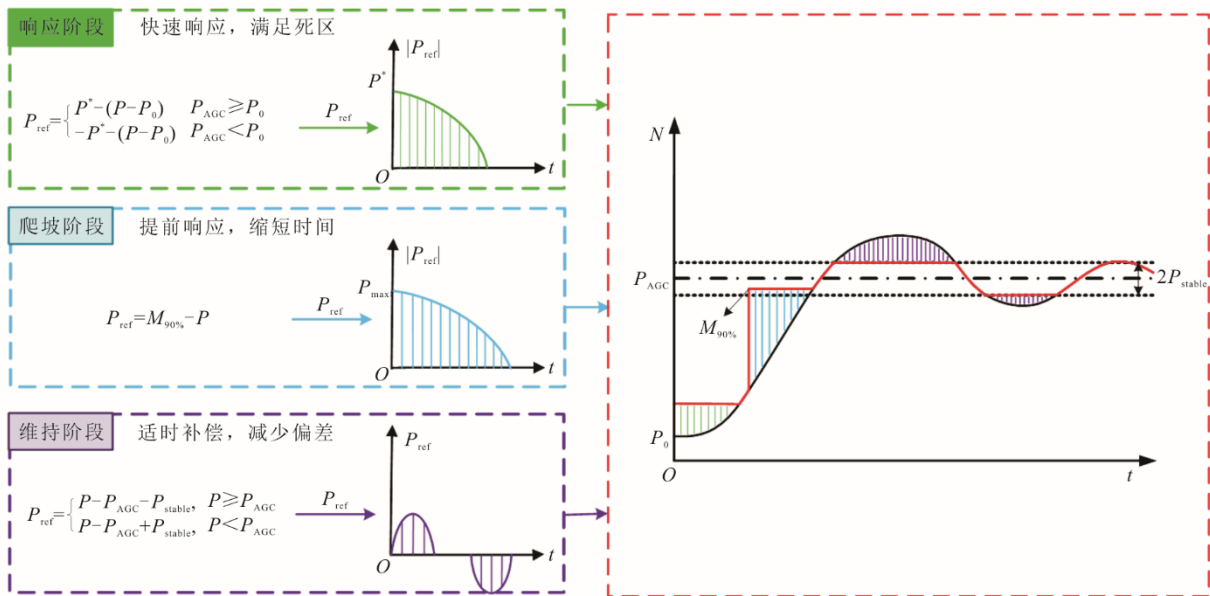 响应阶段 快速响应，满足死区
|P_ref|
P*
P_ref={P*−(P−P_0) P_AGC≥P_0
−P*−(P−P_0) P_AGC<P_0
P_ref
O t
爬坡阶段 提前响应，缩短时间
|P_ref|
P_max
P_ref=M_90%−P
P_ref
O t
维持阶段 适时补偿，减少偏差
P_ref
P_ref={P−P_AGC−P_stable, P≥P_AGC
P−P_AGC+P_stable, P<P_AGC
P_ref
O t
N
P_AGC
2P_stable
M_90%
P_0
O t